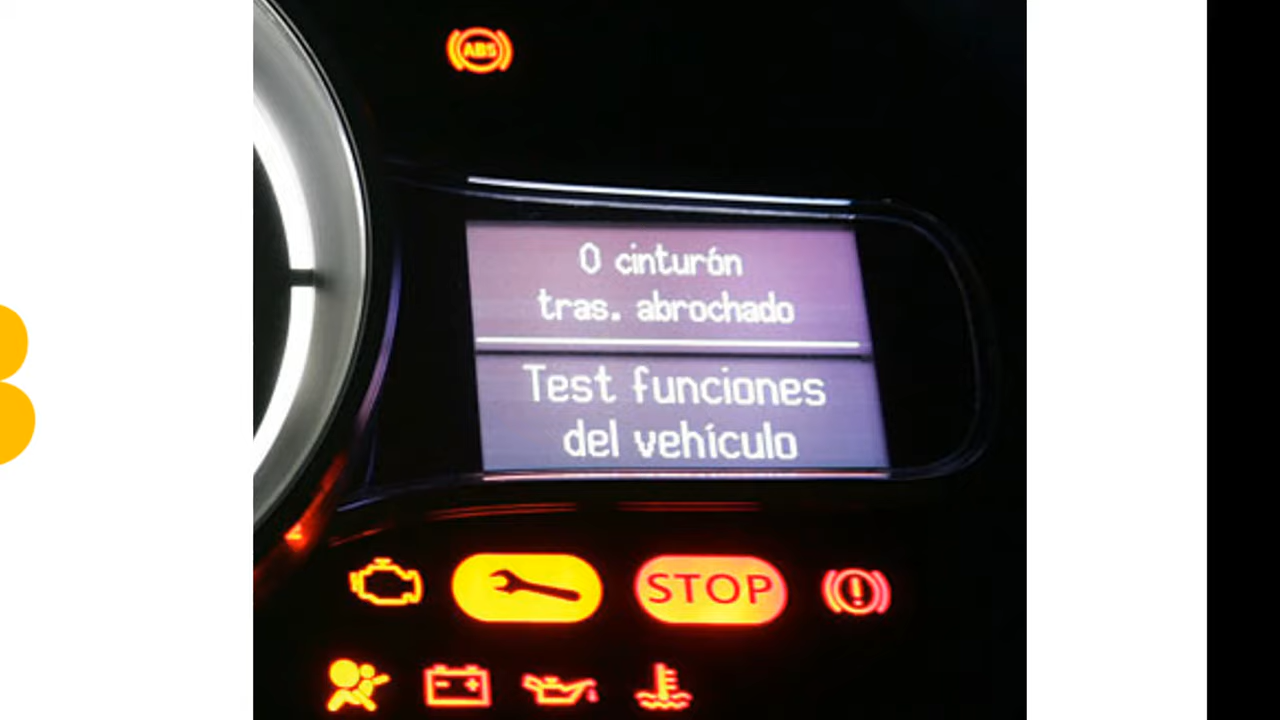 ABS
0 cinturón
tras. abrochado
Test funciones
del vehículo
STOP